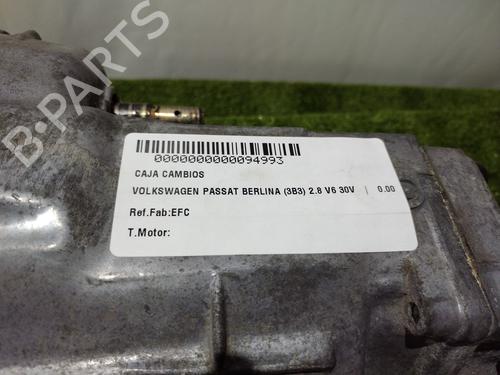 B-PARTS
0000000000094993
CAJA CAMBIOS
VOLKSWAGEN PASSAT BERLINA (3B3) 2.8 V6 30V | 0.00
Ref.Fab:EFC
T.Motor: